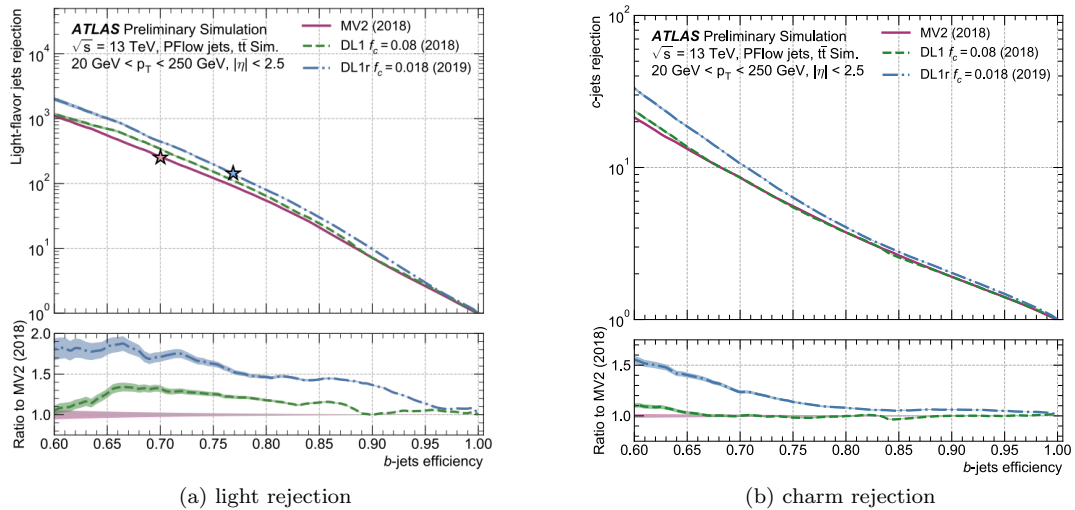 ATLAS Preliminary Simulation
√s = 13 TeV, PFlow jets, tt̄ Sim.
20 GeV < pT < 250 GeV, |η| < 2.5
MV2 (2018)
DL1 fc = 0.08 (2018)
DL1r fc = 0.018 (2019)
Light-flavor jets rejection
10⁴
10³
10²
10¹
10⁰
Ratio to MV2 (2018)
2.0
1.5
1.0
0.60 0.65 0.70 0.75 0.80 0.85 0.90 0.95 1.00
b-jets efficiency
(a) light rejection
ATLAS Preliminary Simulation
√s = 13 TeV, PFlow jets, tt̄ Sim.
20 GeV < pT < 250 GeV, |η| < 2.5
MV2 (2018)
DL1 fc = 0.08 (2018)
DL1r fc = 0.018 (2019)
c-jets rejection
10²
10¹
10⁰
Ratio to MV2 (2018)
1.5
1.0
0.60 0.65 0.70 0.75 0.80 0.85 0.90 0.95 1.00
b-jets efficiency
(b) charm rejection